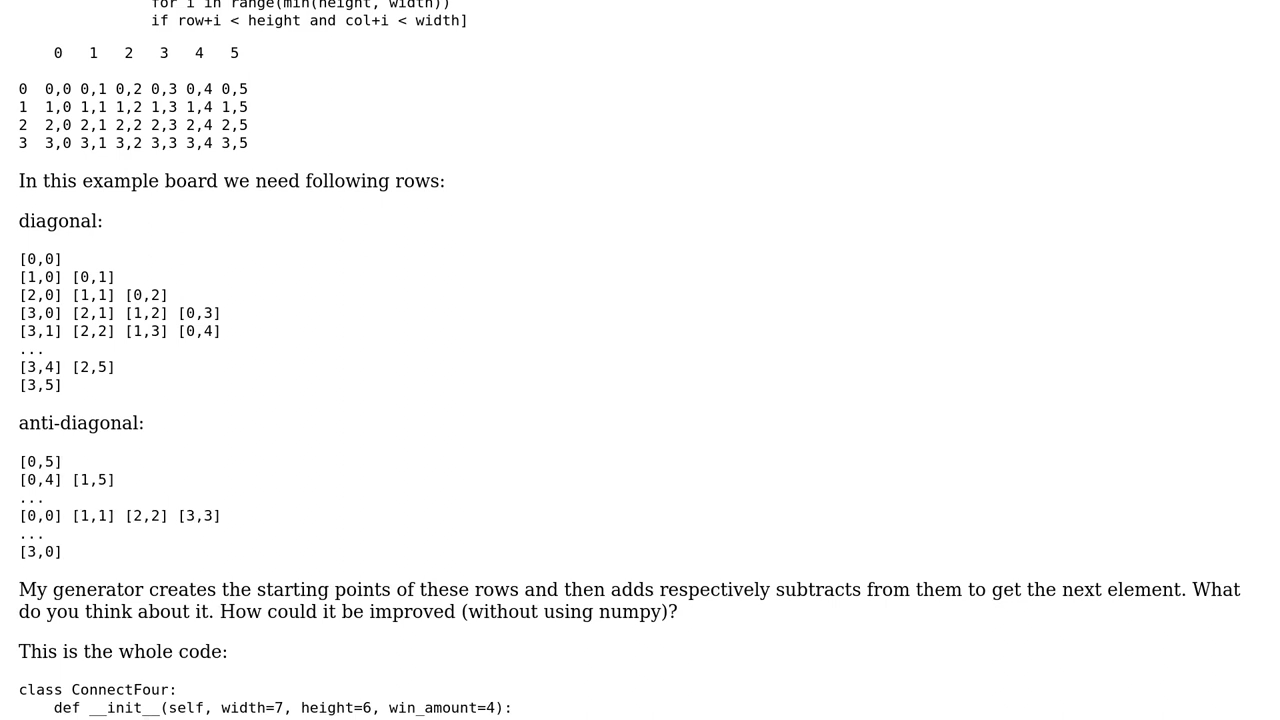 for i in range(min(height, width))
if row+i < height and col+i < width]
0 1 2 3 4 5
0 0,0 0,1 0,2 0,3 0,4 0,5
1 1,0 1,1 1,2 1,3 1,4 1,5
2 2,0 2,1 2,2 2,3 2,4 2,5
3 3,0 3,1 3,2 3,3 3,4 3,5
In this example board we need following rows:
diagonal:
[0,0]
[1,0] [0,1]
[2,0] [1,1] [0,2]
[3,0] [2,1] [1,2] [0,3]
[3,1] [2,2] [1,3] [0,4]
...
[3,4] [2,5]
[3,5]
anti-diagonal:
[0,5]
[0,4] [1,5]
...
[0,0] [1,1] [2,2] [3,3]
...
[3,0]
My generator creates the starting points of these rows and then adds respectively subtracts from them to get the next element. What
do you think about it. How could it be improved (without using numpy)?
This is the whole code:
class ConnectFour:
def __init__(self, width=7, height=6, win_amount=4):